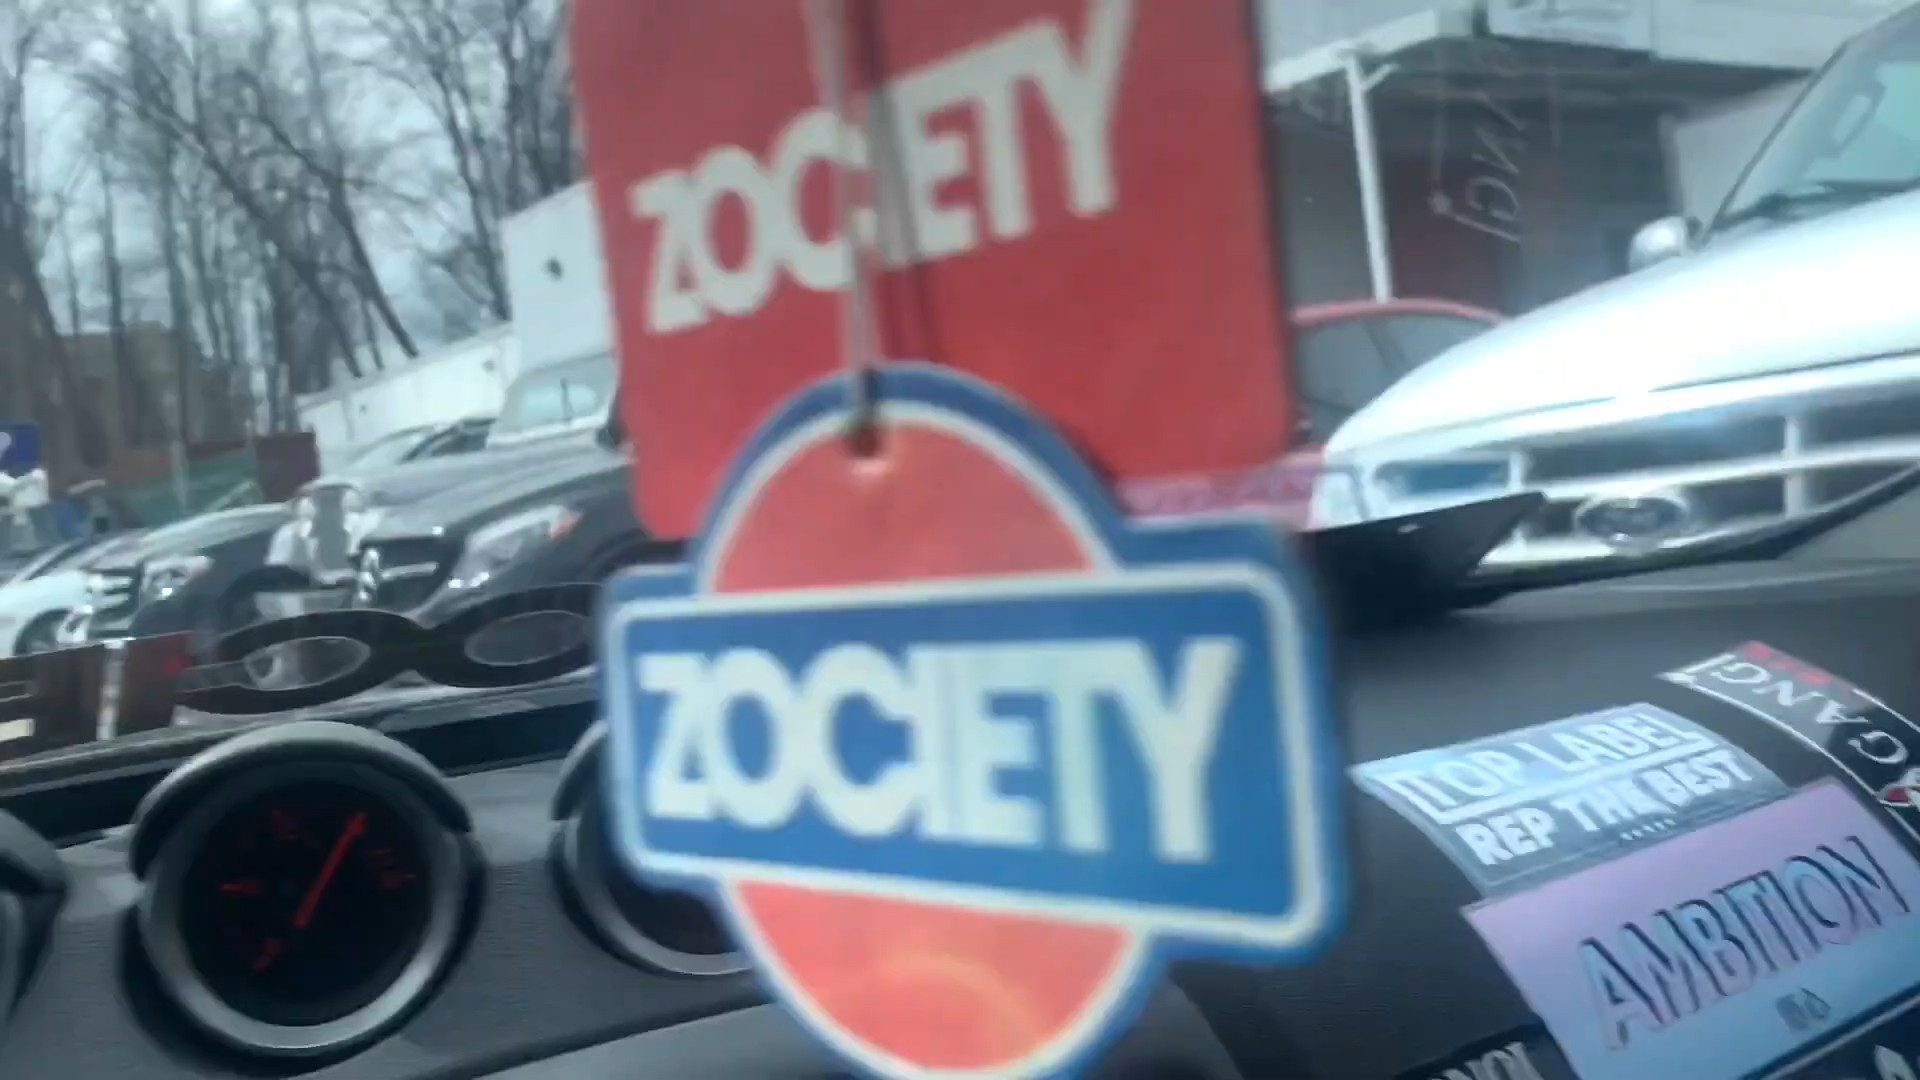 ZOCIETY
ZOCIETY
GANG
TOP LABEL
REP THE BEST
AMBITION